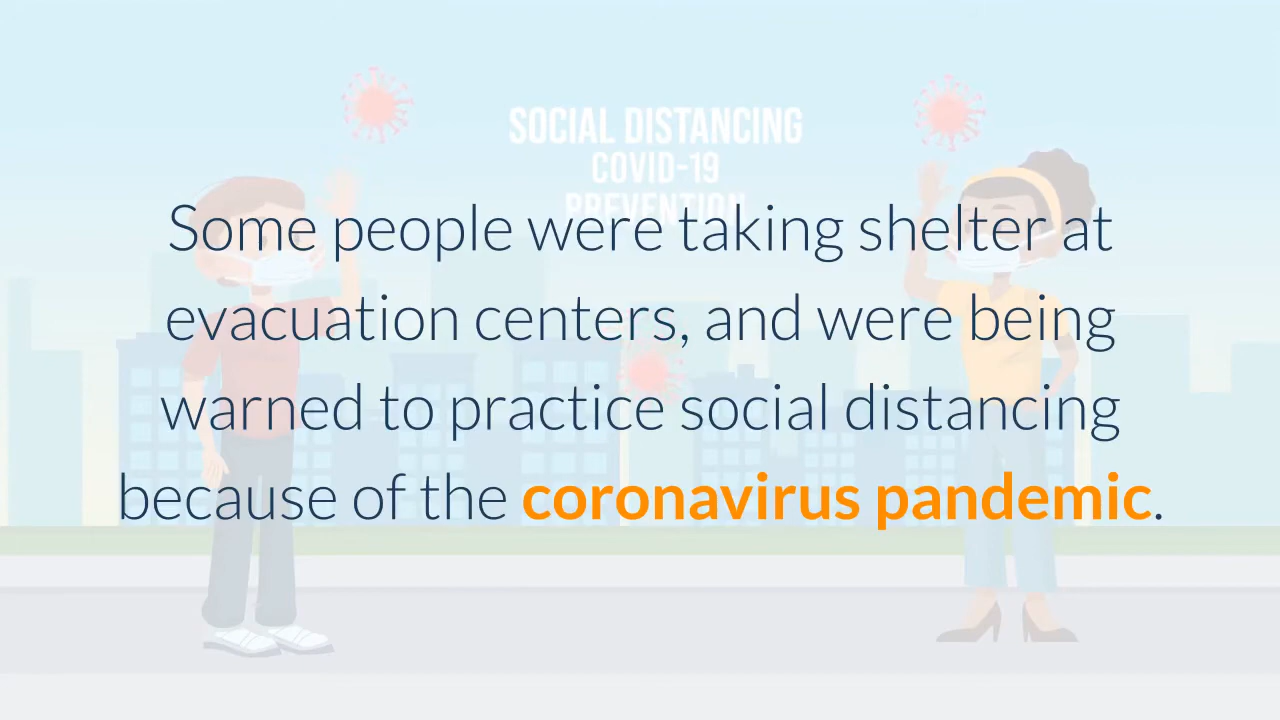 SOCIAL DISTANCING
COVID-19
PREVENTION
Some people were taking shelter at
evacuation centers, and were being
warned to practice social distancing
because of the coronavirus pandemic.